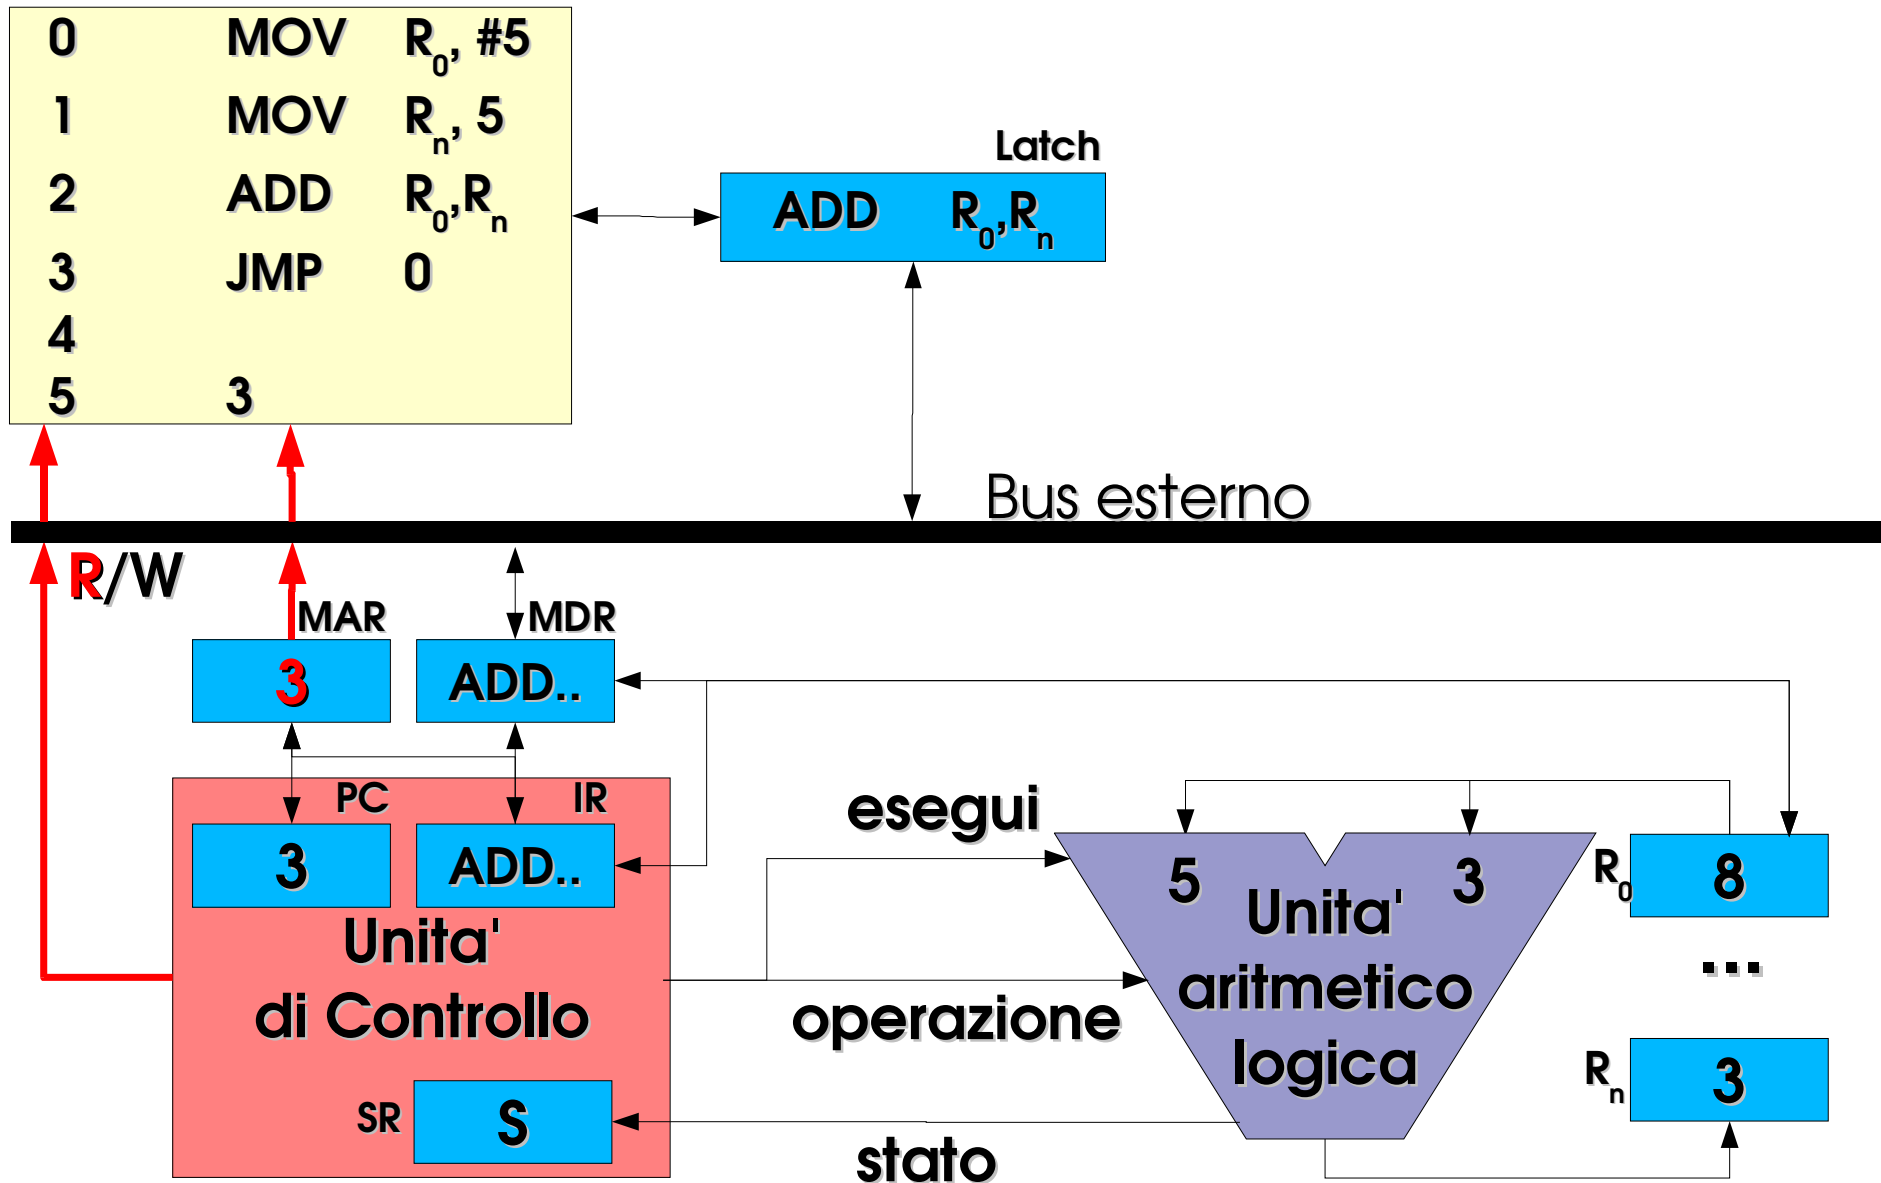 0 MOV R0, #5
1 MOV Rn, 5
2 ADD R0,Rn
3 JMP 0
4
5 3
Latch
ADD R0,Rn
Bus esterno
R/W
MAR
3
MDR
ADD..
PC
3
IR
ADD..
Unita'
di Controllo
SR
S
esegui
operazione
stato
5 3
Unita'
aritmetico
logica
R0
8
...
Rn
3